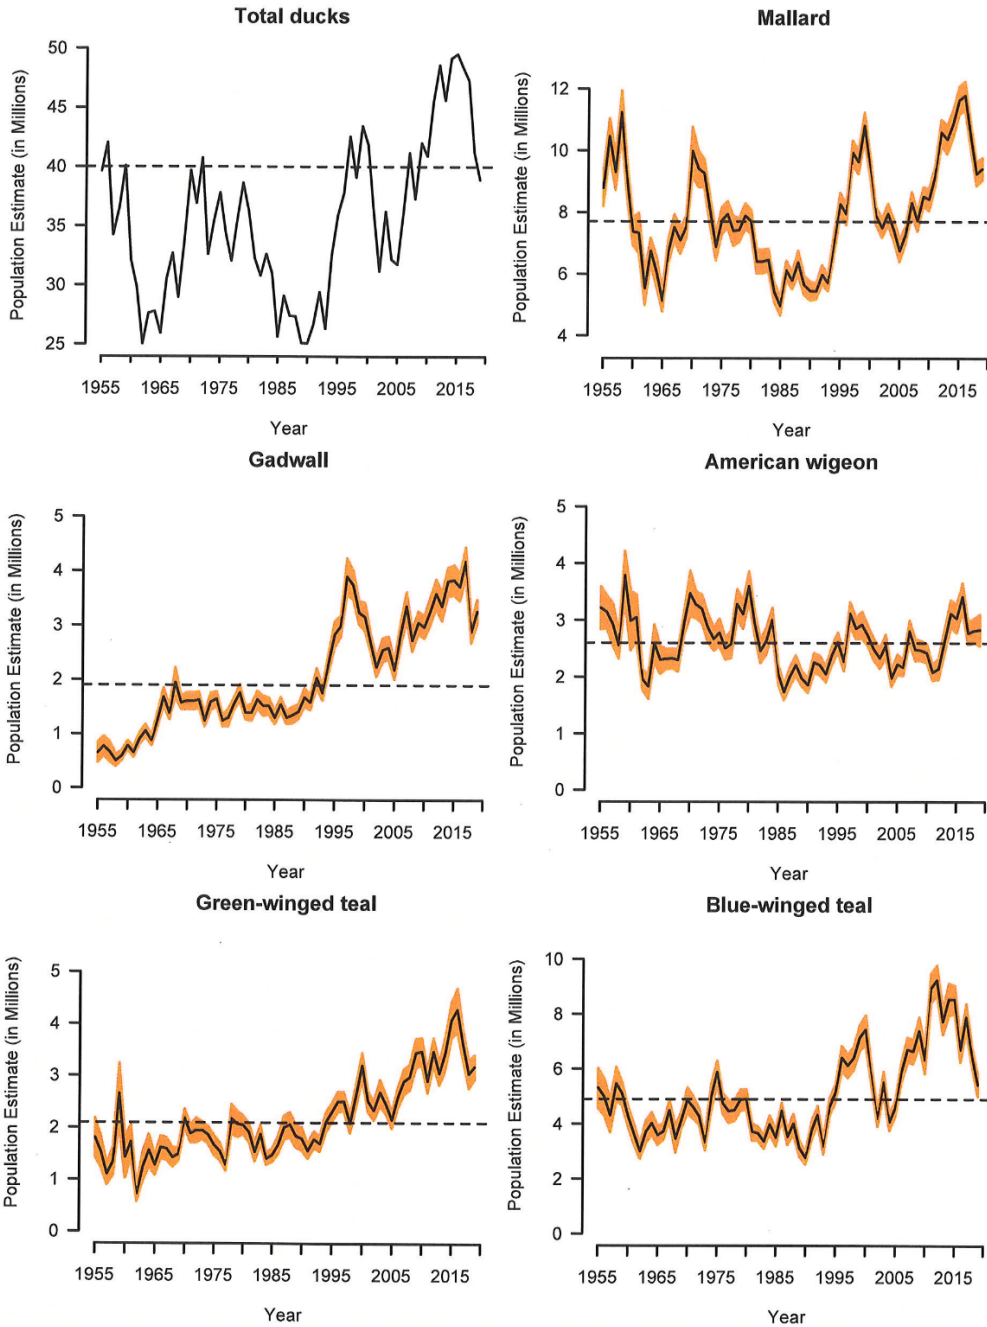 Total ducks
Population Estimate (in Millions)
50
45
40
35
30
25
1955 1965 1975 1985 1995 2005 2015
Year
Mallard
Population Estimate (in Millions)
12
10
8
6
4
1955 1965 1975 1985 1995 2005 2015
Year
Gadwall
Population Estimate (in Millions)
5
4
3
2
1
0
1955 1965 1975 1985 1995 2005 2015
Year
American wigeon
Population Estimate (in Millions)
5
4
3
2
1
0
1955 1965 1975 1985 1995 2005 2015
Year
Green-winged teal
Population Estimate (in Millions)
5
4
3
2
1
0
1955 1965 1975 1985 1995 2005 2015
Year
Blue-winged teal
Population Estimate (in Millions)
10
8
6
4
2
0
1955 1965 1975 1985 1995 2005 2015
Year